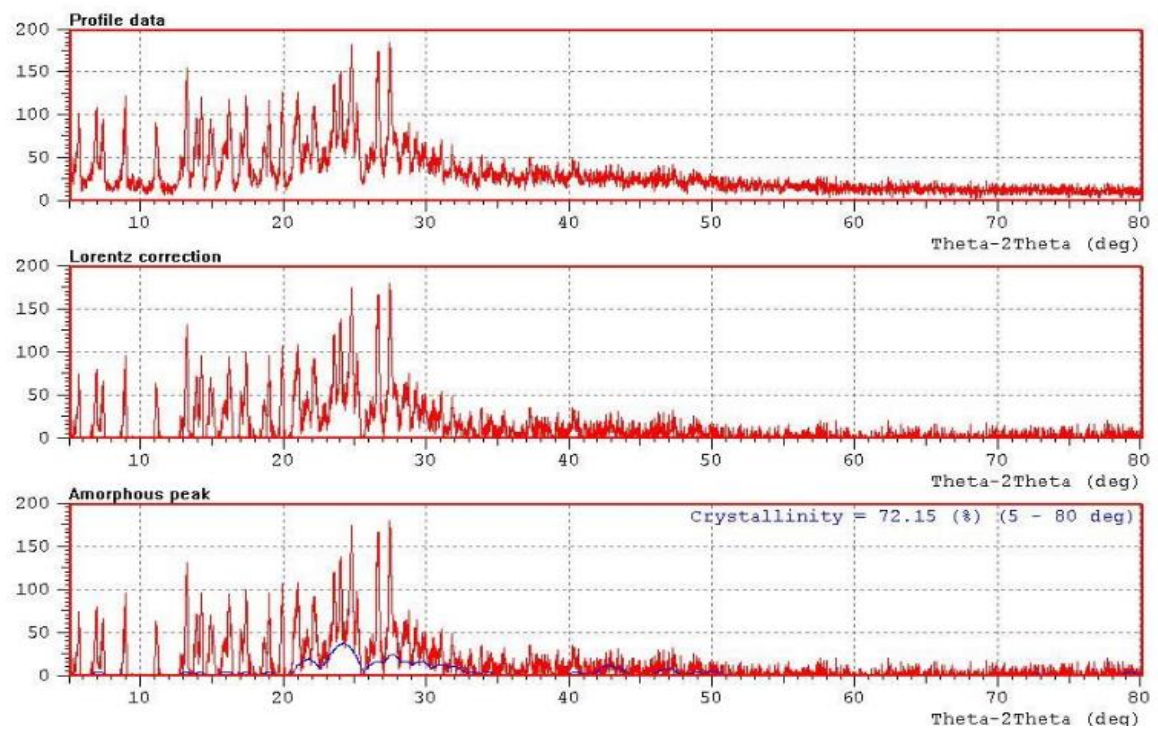 Profile data
200
150
100
50
0
10 20 30 40 50 60 70 80
Theta-2Theta (deg)
Lorentz correction
200
150
100
50
0
10 20 30 40 50 60 70 80
Theta-2Theta (deg)
Amorphous peak
200
Crystallinity = 72.15 (%) (5 - 80 deg)
150
100
50
0
10 20 30 40 50 60 70 80
Theta-2Theta (deg)